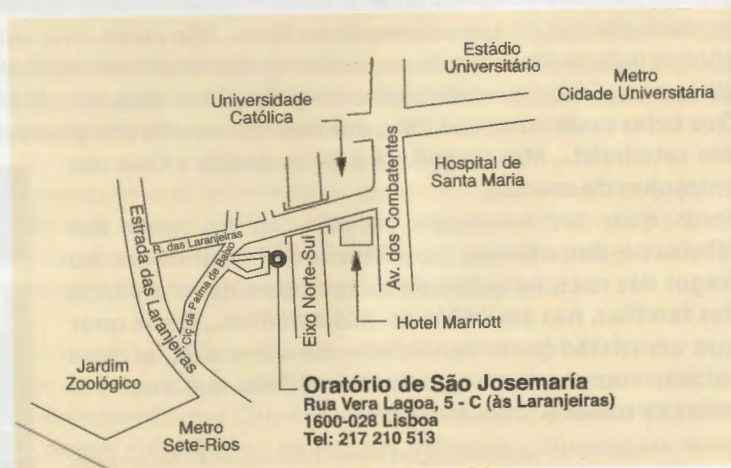 Estádio
Universitário
Metro
Cidade Universitária
Universidade
Católica
Hospital de
Santa Maria
Av. dos Combatentes
Estrada das Laranjeiras
R. das Laranjeiras
Clç da Palma de Baixo
Eixo Norte-Sul
Hotel Marriott
Jardim
Zoológico
Metro
Sete-Rios
Oratório de São Josemaría
Rua Vera Lagoa, 5 - C (às Laranjeiras)
1600-028 Lisboa
Tel: 217 210 513